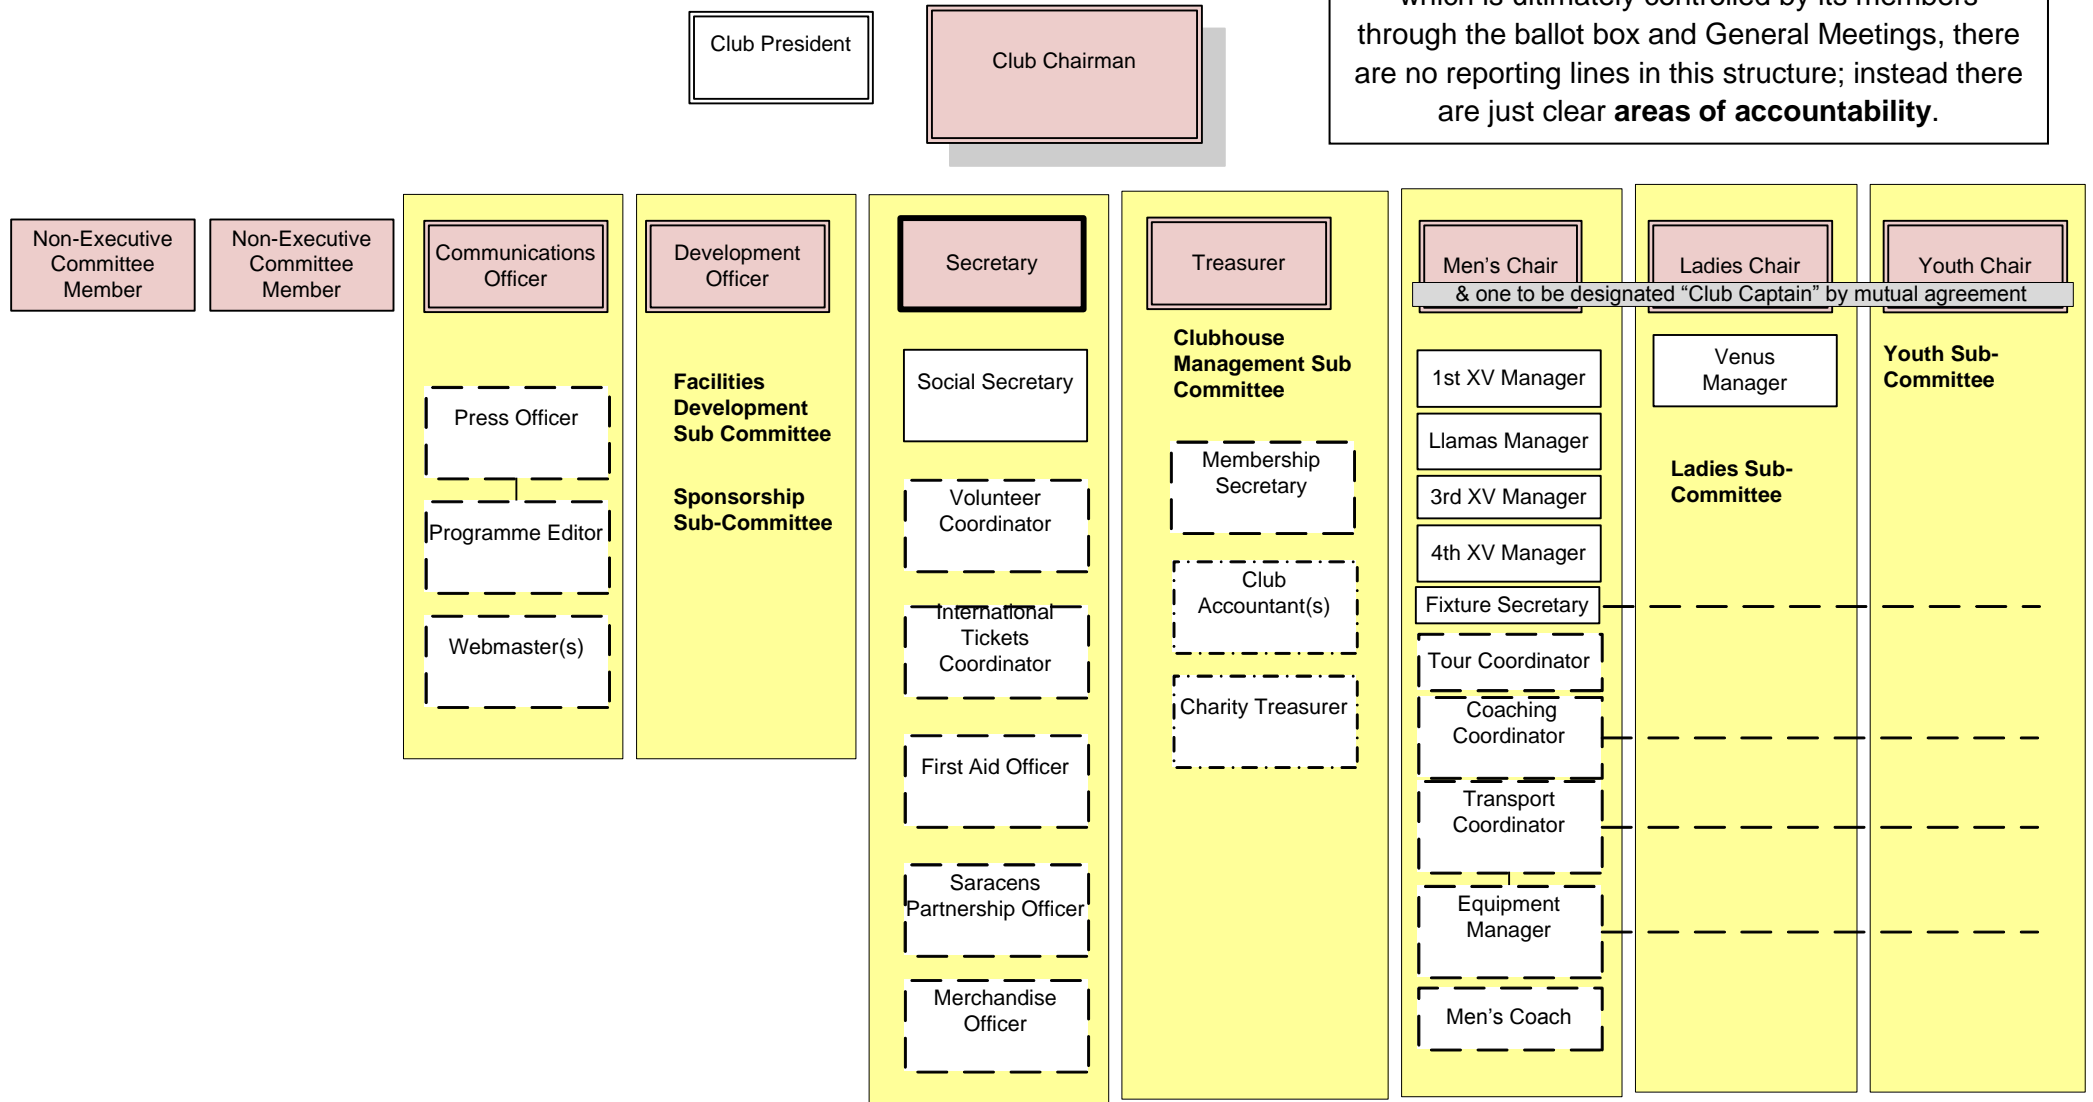 which is ultimately controlled by its members
through the ballot box and General Meetings, there
are no reporting lines in this structure; instead there
are just clear areas of accountability.
Club President
Club Chairman
Non-Executive
Committee
Member
Non-Executive
Committee
Member
Communications
Officer
Press Officer
Programme Editor
Webmaster(s)
Development
Officer
Facilities
Development
Sub Committee
Sponsorship
Sub-Committee
Secretary
Social Secretary
Volunteer
Coordinator
International
Tickets
Coordinator
First Aid Officer
Saracens
Partnership Officer
Merchandise
Officer
Treasurer
Clubhouse
Management Sub
Committee
Membership
Secretary
Club
Accountant(s)
Charity Treasurer
Men's Chair
Ladies Chair
Youth Chair
& one to be designated “Club Captain” by mutual agreement
1st XV Manager
Llamas Manager
3rd XV Manager
4th XV Manager
Fixture Secretary
Tour Coordinator
Coaching
Coordinator
Transport
Coordinator
Equipment
Manager
Men's Coach
Venus
Manager
Ladies Sub-
Committee
Youth Sub-
Committee